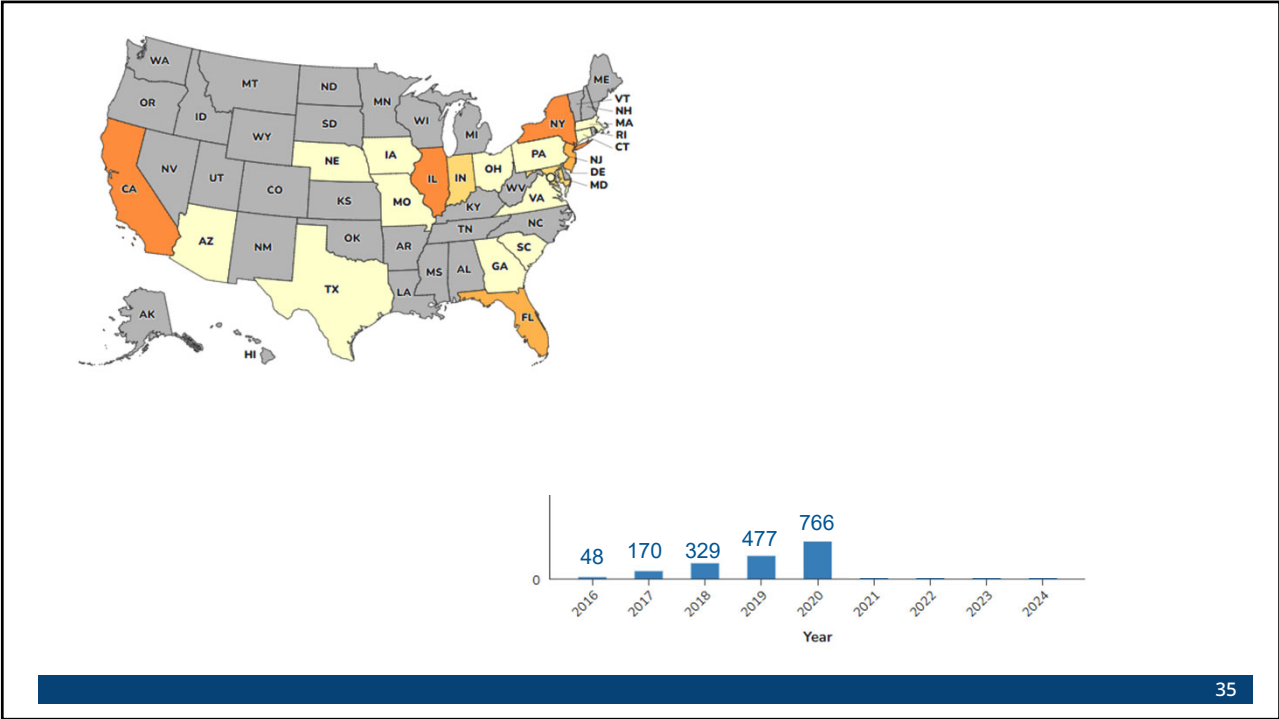 WA
MT
ND
MN
ME
VT
NH
MA
RI
CT
NJ
DE
MD
OR
ID
SD
WI
MI
NY
WY
NE
IA
PA
NV
UT
CO
IL
IN
OH
WV
VA
CA
KS
MO
KY
NC
AZ
NM
OK
AR
TN
SC
TX
LA
MS
AL
GA
FL
AK
HI
48
170
329
477
766
0
2016
2017
2018
2019
2020
2021
2022
2023
2024
Year
35